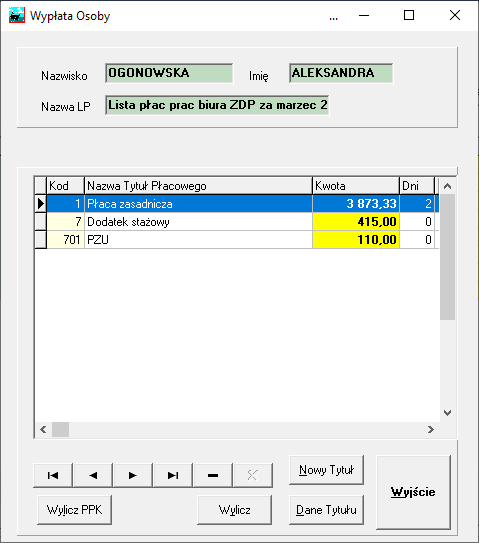 Wypłata Osoby ...
Nazwisko OGONOWSKA Imię ALEKSANDRA
Nazwa LP Lista płac prac biura ZDP za marzec 2
Kod Nazwa Tytuł Płacowego Kwota Dni
1 Płaca zasadnicza 3 873,33 2
7 Dodatek stażowy 415,00 0
701 PZU 110,00 0
Nowy Tytuł
Wyjście
Wylicz PPK Wylicz Dane Tytułu